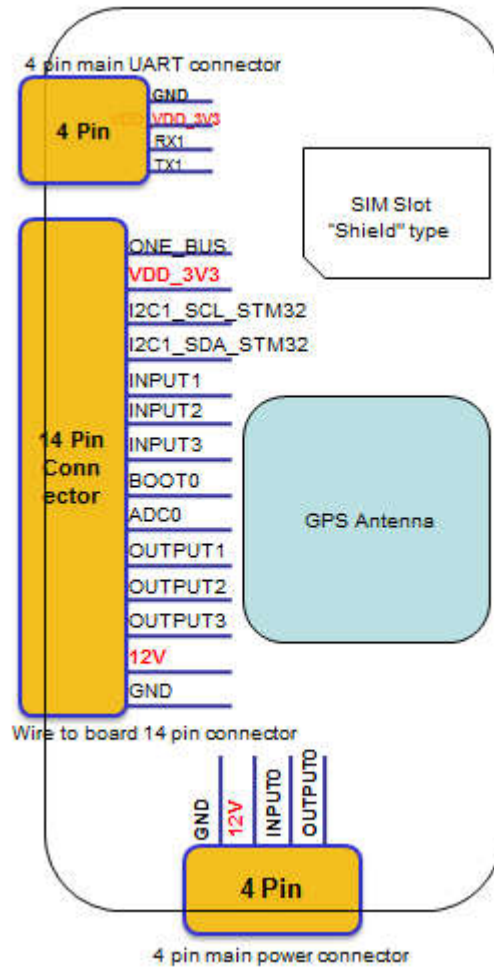 4 pin main UART connector
GND
VDD_3V3
4 Pin
RX1
TX1
SIM Slot
"Shield" type
ONE_BUS
VDD_3V3
I2C1_SCL_STM32
I2C1_SDA_STM32
INPUT1
INPUT2
INPUT3
14 Pin
Conn
ector
BOOT0
ADC0
GPS Antenna
OUTPUT1
OUTPUT2
OUTPUT3
12V
GND
Wire to board 14 pin connector
GND
12V
INPUT0
OUTPUT0
4 Pin
4 pin main power connector